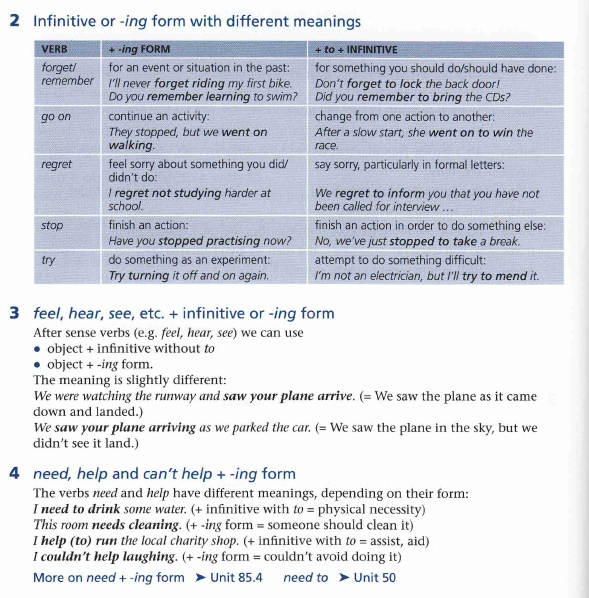 2 Infinitive or -ing form with different meanings
VERB + -ing FORM + to + INFINITIVE
forget/ for an event or situation in the past: for something you should do/should have done:
remember I'll never forget riding my first bike. Don't forget to lock the back door!
Do you remember learning to swim? Did you remember to bring the CDs?
go on continue an activity: change from one action to another:
They stopped, but we went on After a slow start, she went on to win the
walking. race.
regret feel sorry about something you did/ say sorry, particularly in formal letters:
didn't do:
I regret not studying harder at We regret to inform you that you have not
school. been called for interview ...
stop finish an action: finish an action in order to do something else:
Have you stopped practising now? No, we've just stopped to take a break.
try do something as an experiment: attempt to do something difficult:
Try turning it off and on again. I'm not an electrician, but I'll try to mend it.
3 feel, hear, see, etc. + infinitive or -ing form
After sense verbs (e.g. feel, hear, see) we can use
• object + infinitive without to
• object + -ing form.
The meaning is slightly different:
We were watching the runway and saw your plane arrive. (= We saw the plane as it came
down and landed.)
We saw your plane arriving as we parked the car. (= We saw the plane in the sky, but we
didn't see it land.)
4 need, help and can't help + -ing form
The verbs need and help have different meanings, depending on their form:
I need to drink some water. (+ infinitive with to = physical necessity)
This room needs cleaning. (+ -ing form = someone should clean it)
I help (to) run the local charity shop. (+ infinitive with to = assist, aid)
I couldn't help laughing. (+ -ing form = couldn't avoid doing it)
More on need + -ing form ➤ Unit 85.4 need to ➤ Unit 50